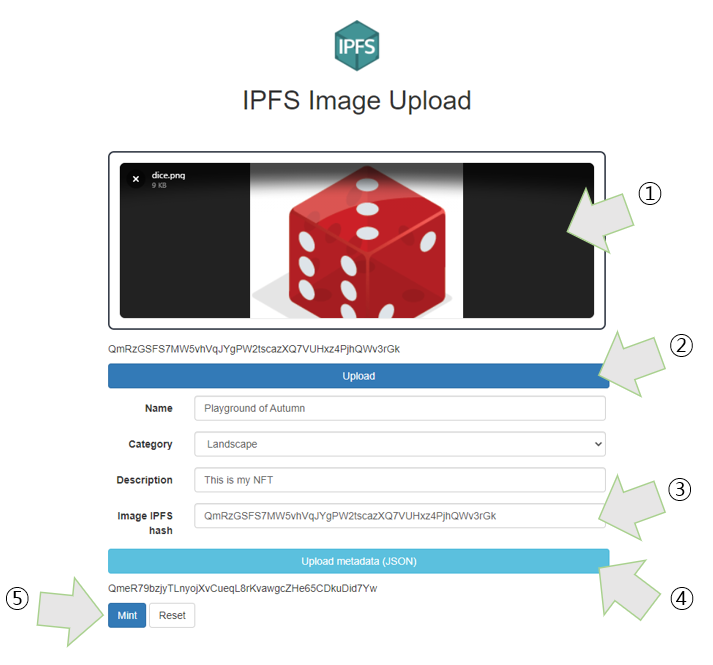 IPFS
IPFS Image Upload
dice.png
9 KB
①
QmRzGSFS7MW5vhVqJYgPW2tscazXQ7VUHxz4PjhQWv3rGk
②
Upload
Name Playground of Autumn
Category Landscape
Description This is my NFT
③
Image IPFS hash QmRzGSFS7MW5vhVqJYgPW2tscazXQ7VUHxz4PjhQWv3rGk
Upload metadata (JSON)
QmeR79bzjyTLnyojXvCueqL8rKvawgcZHe65CDkuDid7Yw
④
⑤
Mint Reset